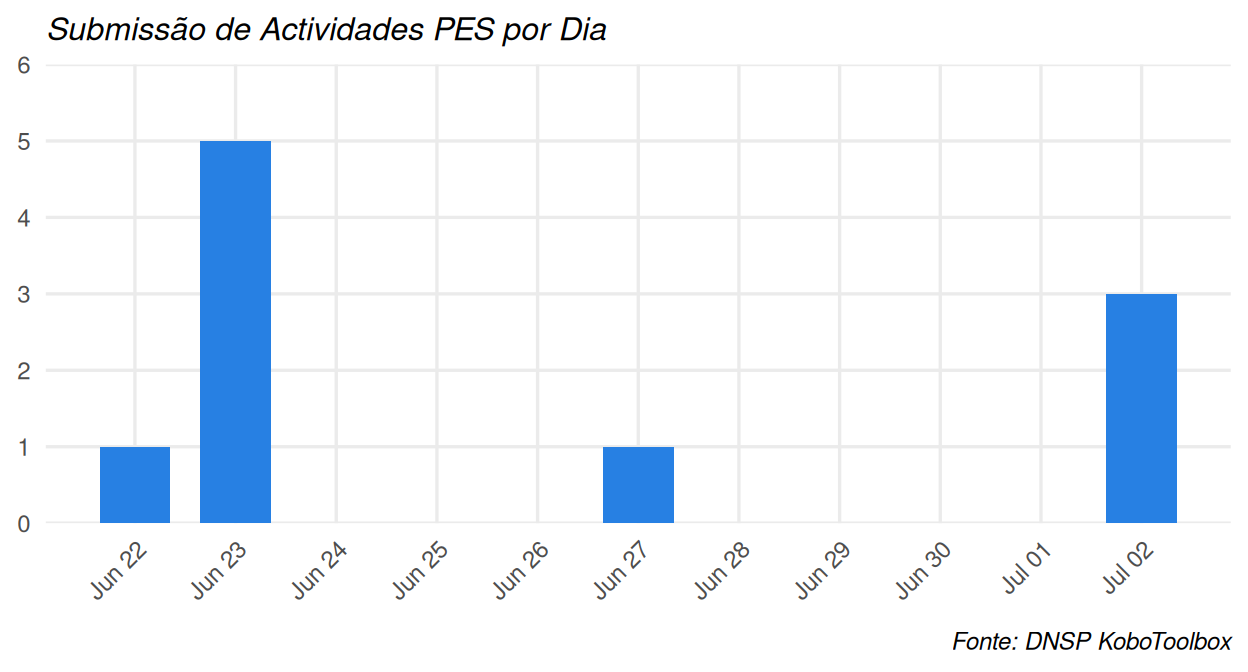 Submissão de Actividades PES por Dia
6
5
4
3
2
1
0
Jun 22
Jun 23
Jun 24
Jun 25
Jun 26
Jun 27
Jun 28
Jun 29
Jun 30
Jul 01
Jul 02
Fonte: DNSP KoboToolbox